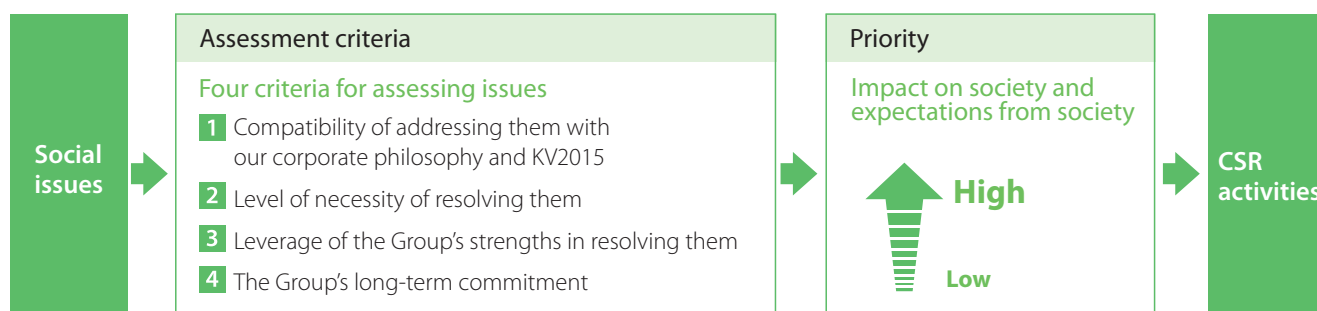 Social
issues
Assessment criteria
Four criteria for assessing issues
1 Compatibility of addressing them with
our corporate philosophy and KV2015
2 Level of necessity of resolving them
3 Leverage of the Group’s strengths in resolving them
4 The Group’s long-term commitment
Priority
Impact on society and
expectations from society
High
Low
CSR
activities